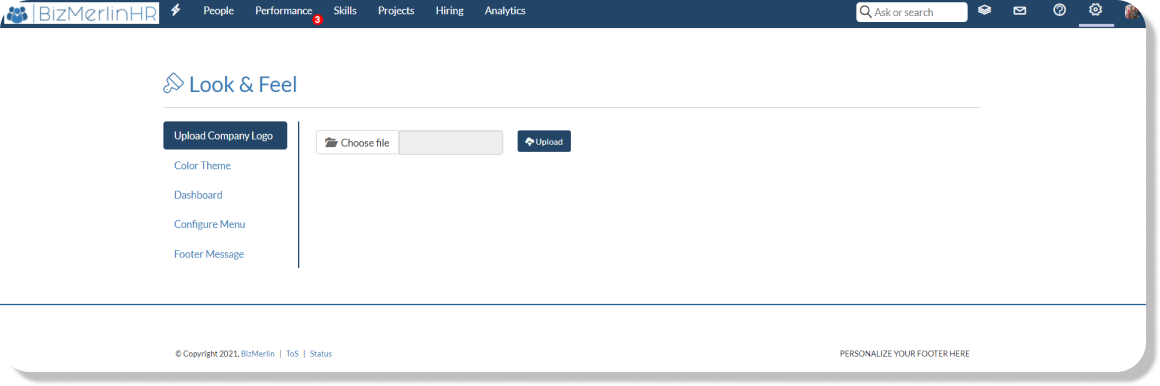 BizMerlinHR People Performance 3 Skills Projects Hiring Analytics Ask or search
Look & Feel
Upload Company Logo
Choose file Upload
Color Theme
Dashboard
Configure Menu
Footer Message
© Copyright 2021, BizMerlin | ToS | Status PERSONALIZE YOUR FOOTER HERE